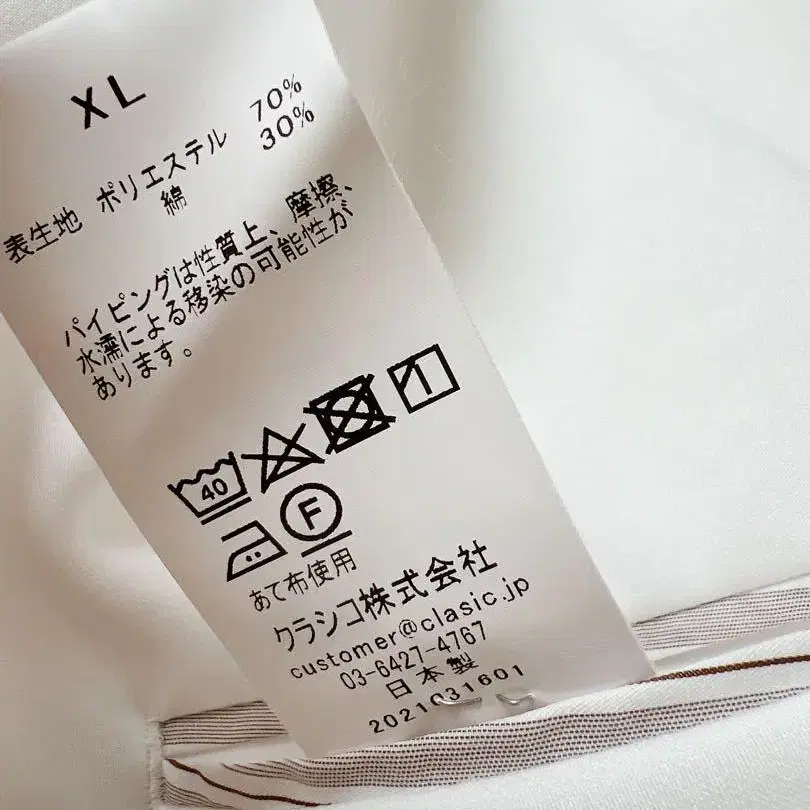 XL
表生地 ポリエステル 70%
綿 30%
パイピングは性質上、摩擦、
水濡による移染の可能性が
あります。
40
F
あて布使用
クラシコ株式会社
customer@clasic.jp
03-6427-4767
日本製
2021031601